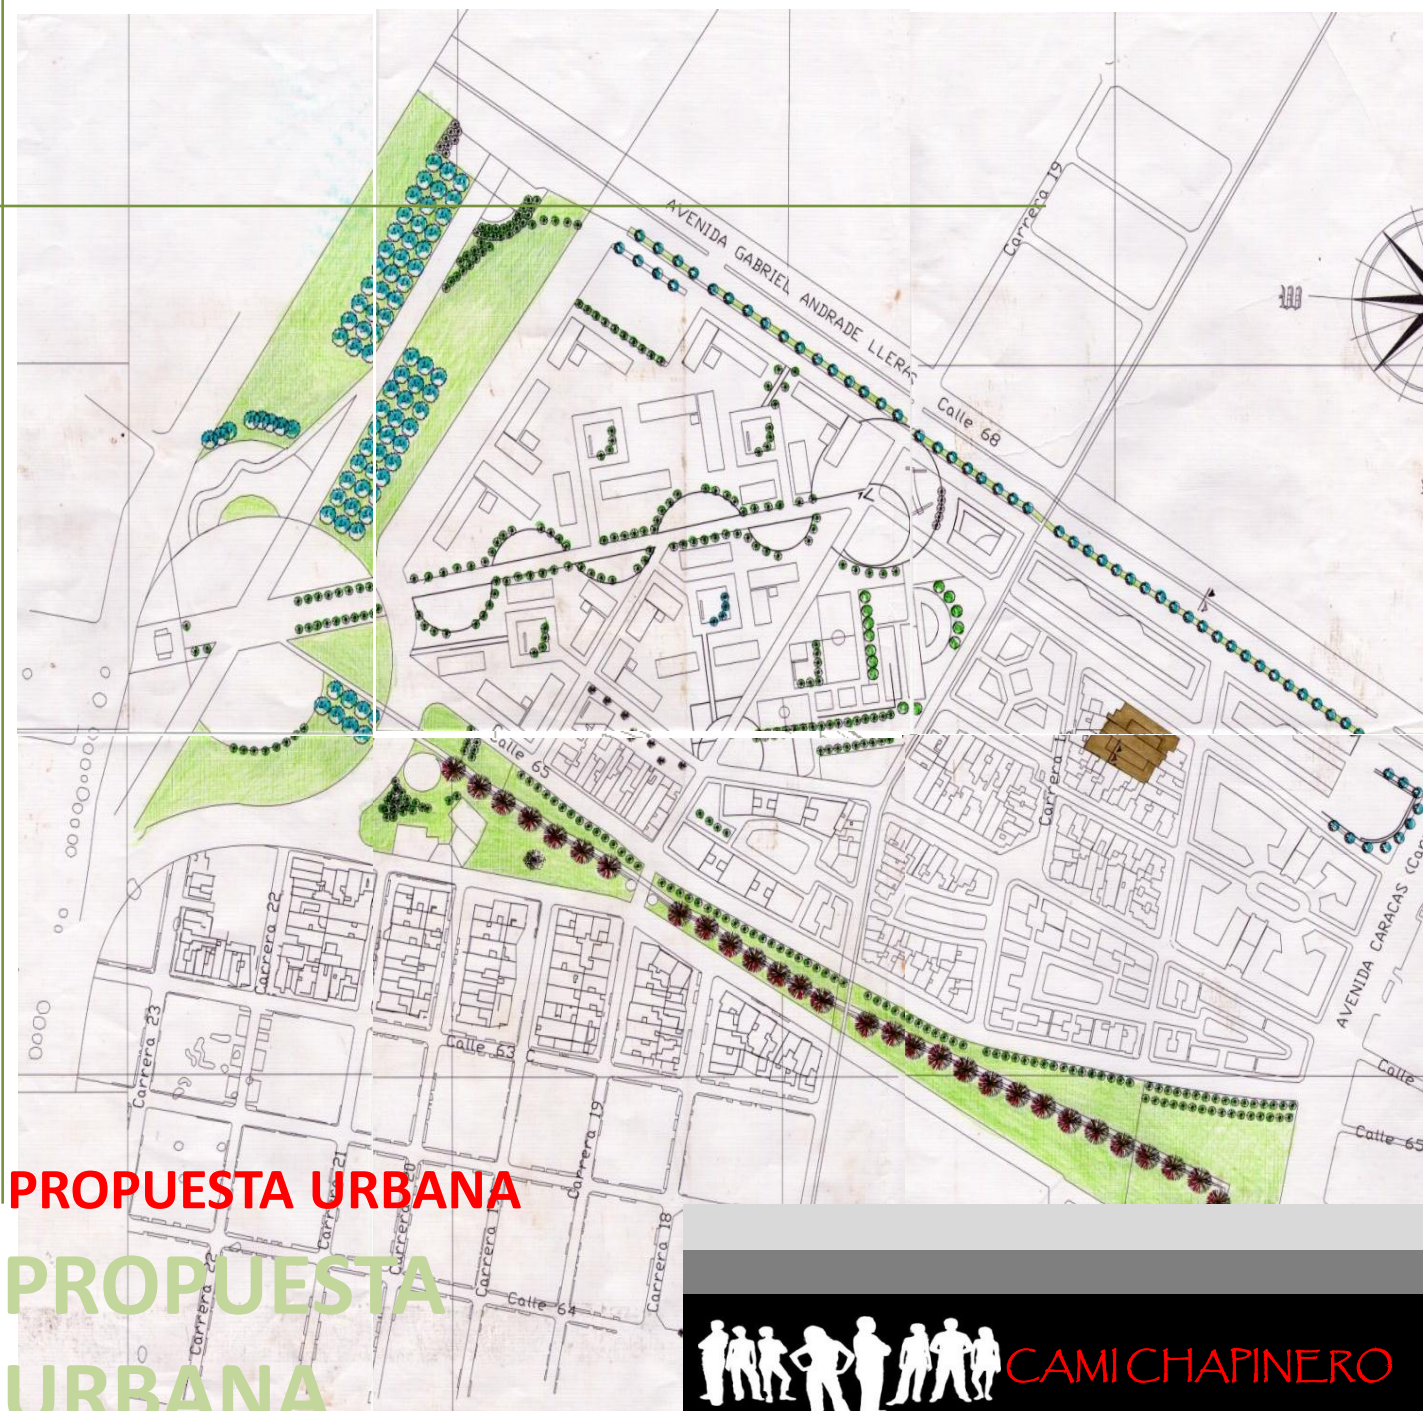 AVENIDA GABRIEL ANDRADE LLERAS
Carrera 19
W
Calle 68
Calle 65
Carrera
AVENIDA CARACAS (Car
Carrera 22
Carrera 23
Calle 63 C
Calle
Calle 65
Carrera 19
Carrera 21
Carrera 20
Carrera 18
Carrera 22
Calle 64
PROPUESTA URBANA
PROPUESTA
URBANA
CAMI CHAPINERO